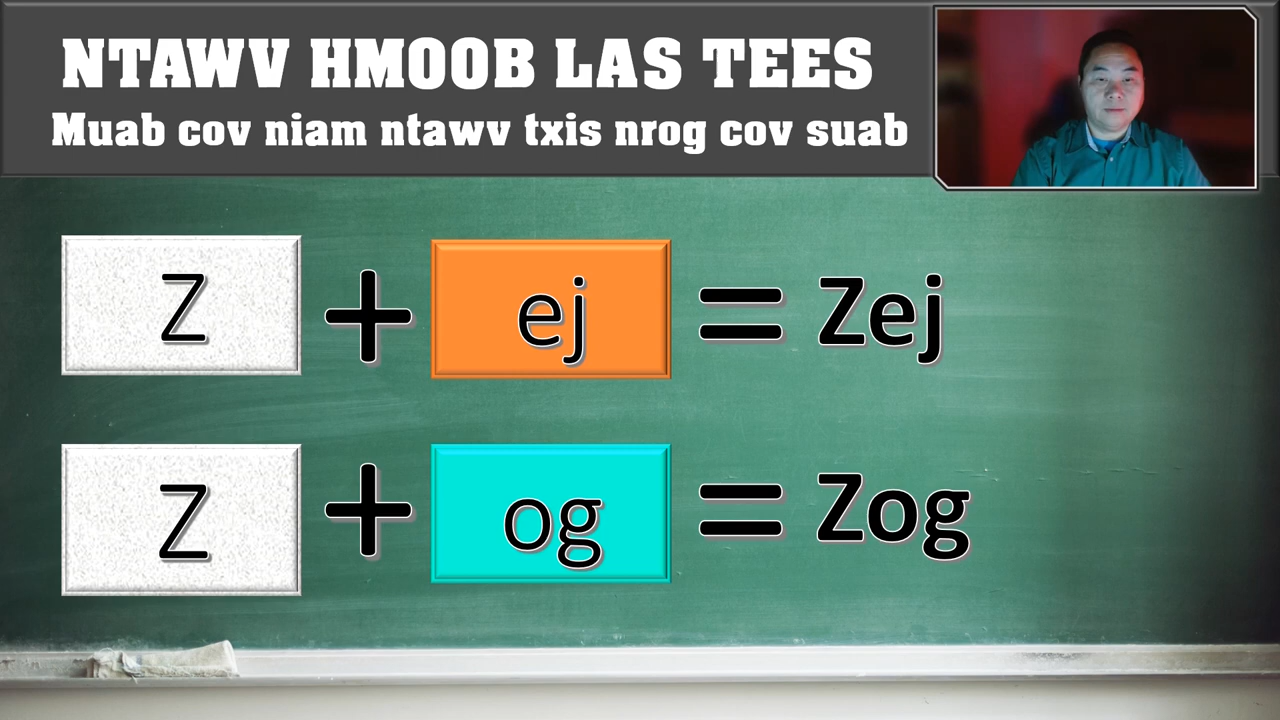 NTAWV HMOOB LAS TEES
Muab cov niam ntawv txis nrog cov suab
Z + ej = Zej
Z + og = Zog